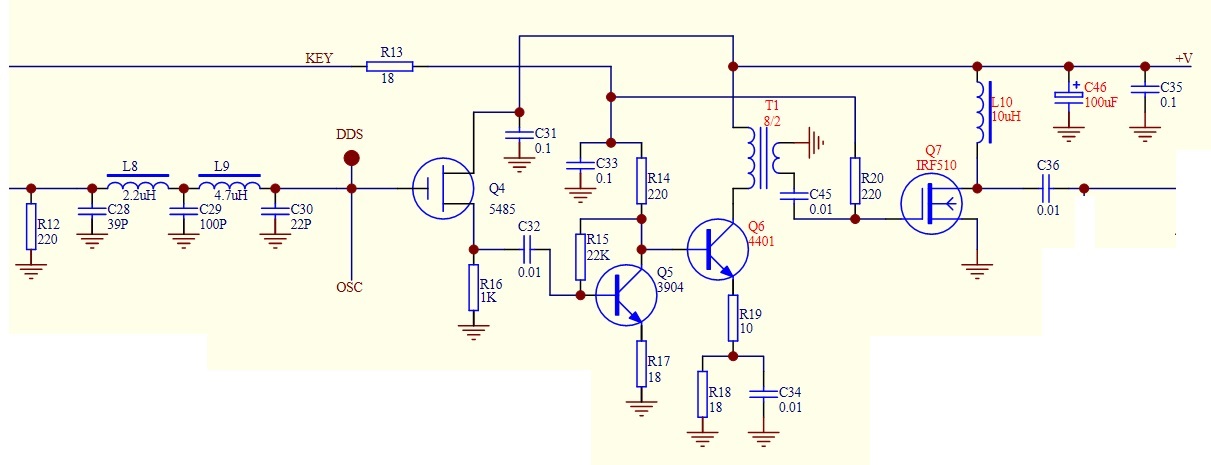 KEY
R13
18
+V
C46
100uF
C35
0.1
L10
10uH
T1
8/2
C31
0.1
DDS
C33
0.1
R14
220
Q7
IRF510
L8
2.2uH
L9
4.7uH
Q4
5485
C45
0.01
R20
220
C36
0.01
R12
220
C28
39P
C29
100P
C30
22P
C32
0.01
R15
22K
Q6
4401
OSC
R16
1K
Q5
3904
R19
10
R17
18
R18
18
C34
0.01